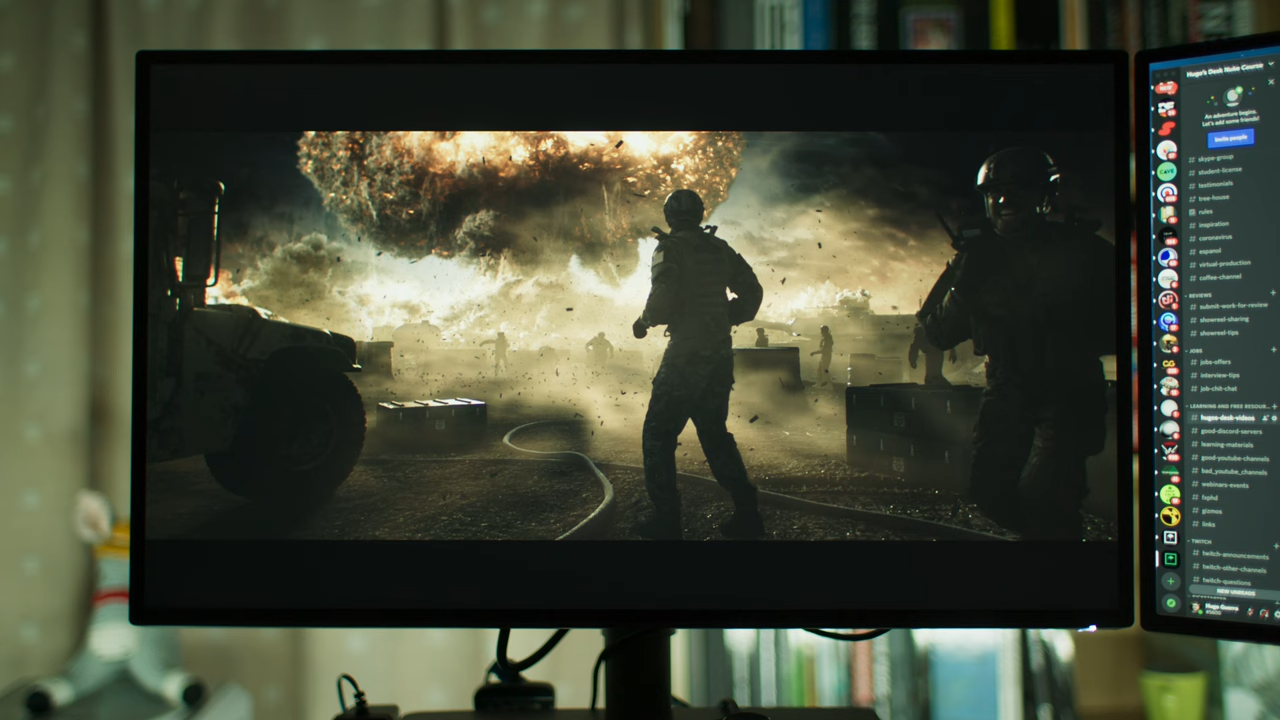 Hugo's Desk Nuke Course
An adventure begins.
Let's add some friends!
Invite people
skype-group
student-license
testimonials
tree-house
rules
inspiration
coronavirus
espanol
virtual-production
coffee-channel
REVIEWS
submit-work-for-review
showreel-sharing
showreel-tips
JOBS
jobs-offers
interview-tips
job-chit-chat
LEARNING AND FREE RESOUR...
hugos-desk-videos
good-discord-servers
learning-materials
good-youtube-channels
bad_youtube_channels
webinars-events
fxphd
gizmos
links
TWITCH
twitch-announcements
twitch-other-channels
twitch-questions
NEW UNREADS
Hugo Guerra